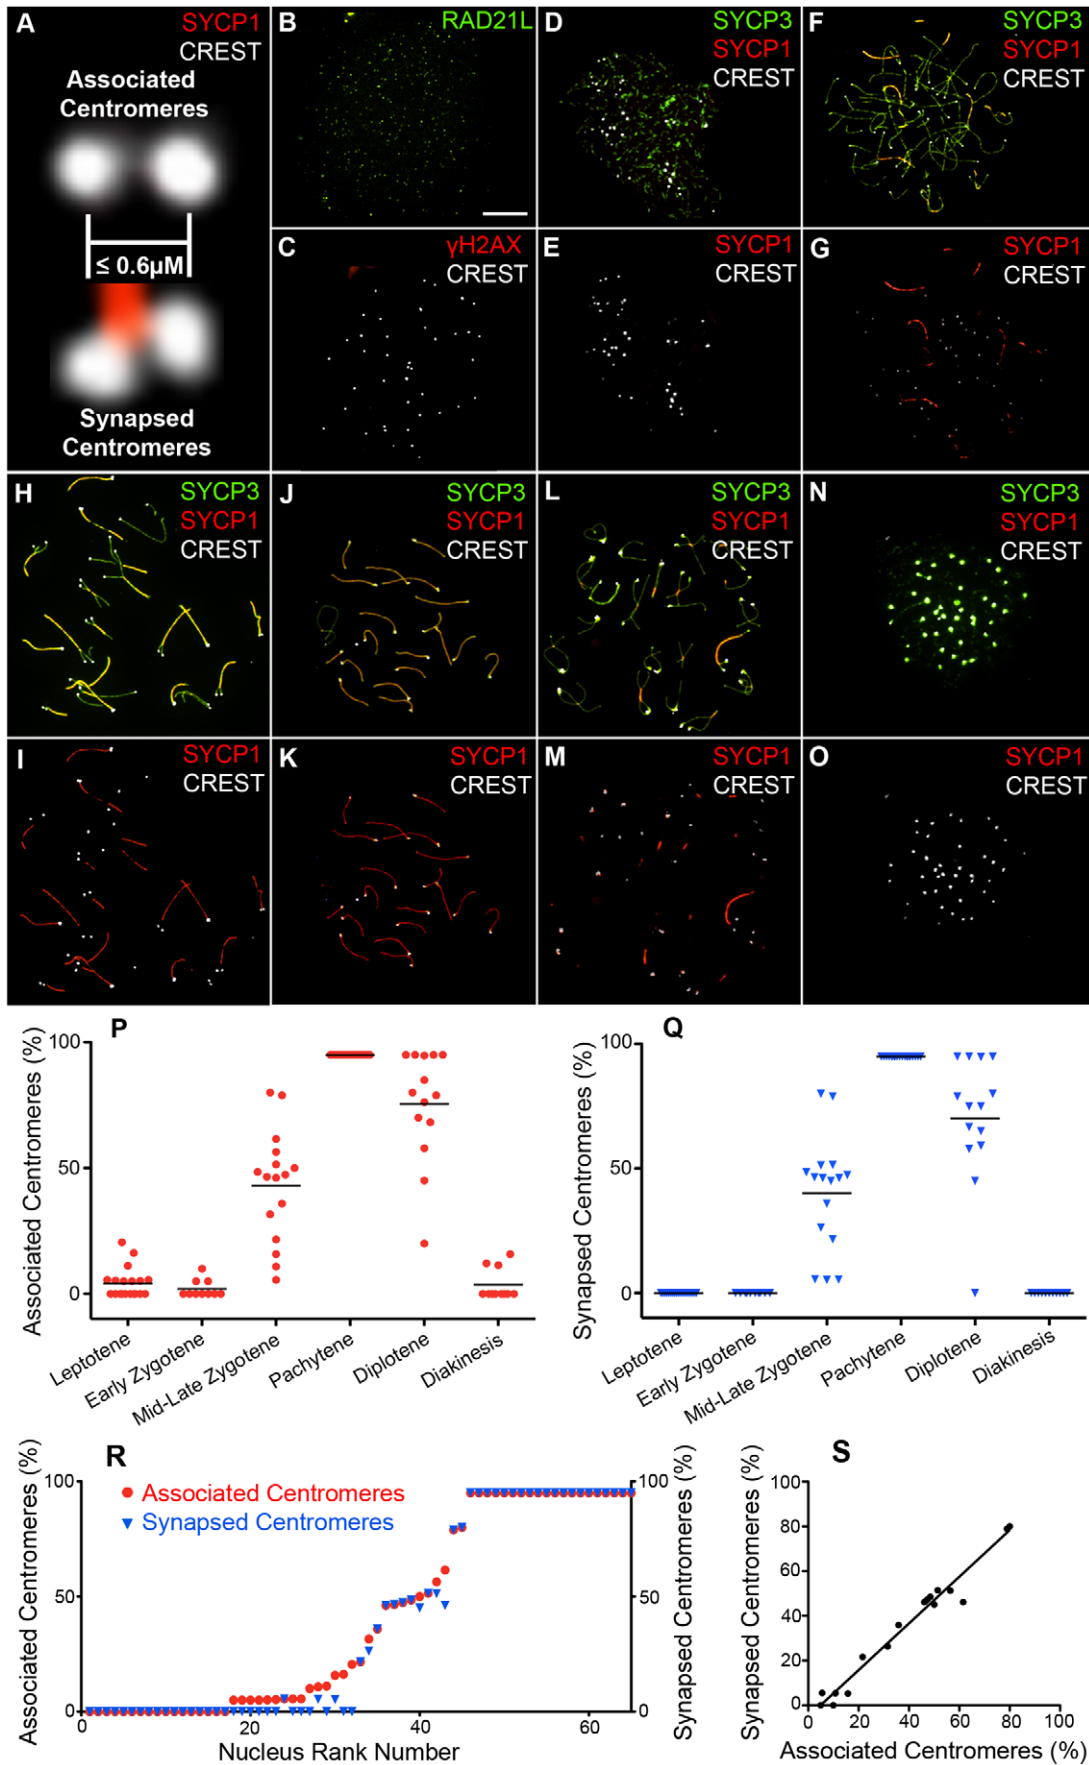 A
SYCP1
CREST
Associated
Centromeres
≤ 0.6µM
Synapsed
Centromeres
B
RAD21L
C
γH2AX
CREST
D
SYCP3
SYCP1
CREST
E
SYCP1
CREST
F
SYCP3
SYCP1
CREST
G
SYCP1
CREST
H
SYCP3
SYCP1
CREST
I
SYCP1
CREST
J
SYCP3
SYCP1
CREST
K
SYCP1
CREST
L
SYCP3
SYCP1
CREST
M
SYCP1
CREST
N
SYCP3
SYCP1
CREST
O
SYCP1
CREST
P
Associated Centromeres (%)
100
50
0
Leptotene
Early Zygotene
Mid-Late Zygotene
Pachytene
Diplotene
Diakinesis
Q
Synapsed Centromeres (%)
100
50
0
Leptotene
Early Zygotene
Mid-Late Zygotene
Pachytene
Diplotene
Diakinesis
R
Associated Centromeres (%)
100
50
0
Associated Centromeres
Synapsed Centromeres
0
20
40
60
Nucleus Rank Number
100
50
0
Synapsed Centromeres (%)
S
Synapsed Centromeres (%)
100
80
60
40
20
0
0
20
40
60
80
100
Associated Centromeres (%)